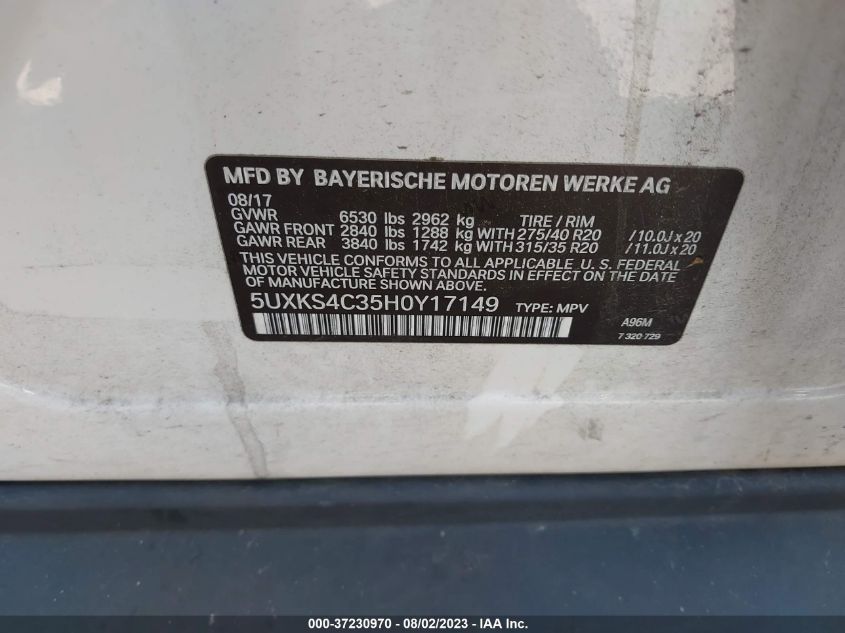 MFD BY BAYERISCHE MOTOREN WERKE AG
08/17
GVWR 6530 lbs 2962 kg TIRE / RIM
GAWR FRONT 2840 lbs 1288 kg WITH 275/40 R20 / 10.0J x 20
GAWR REAR 3840 lbs 1742 kg WITH 315/35 R20 / 11.0J x 20
THIS VEHICLE CONFORMS TO ALL APPLICABLE, U. S. FEDERAL
MOTOR VEHICLE SAFETY STANDARDS IN EFFECT ON THE DATE
OF MANUFACTURE SHOWN ABOVE.
5UXKS4C35H0Y17149 TYPE: MPV
A96M
7 320 729
000-37230970 - 08/02/2023 - Copyright © 2023 - IAA, Inc.